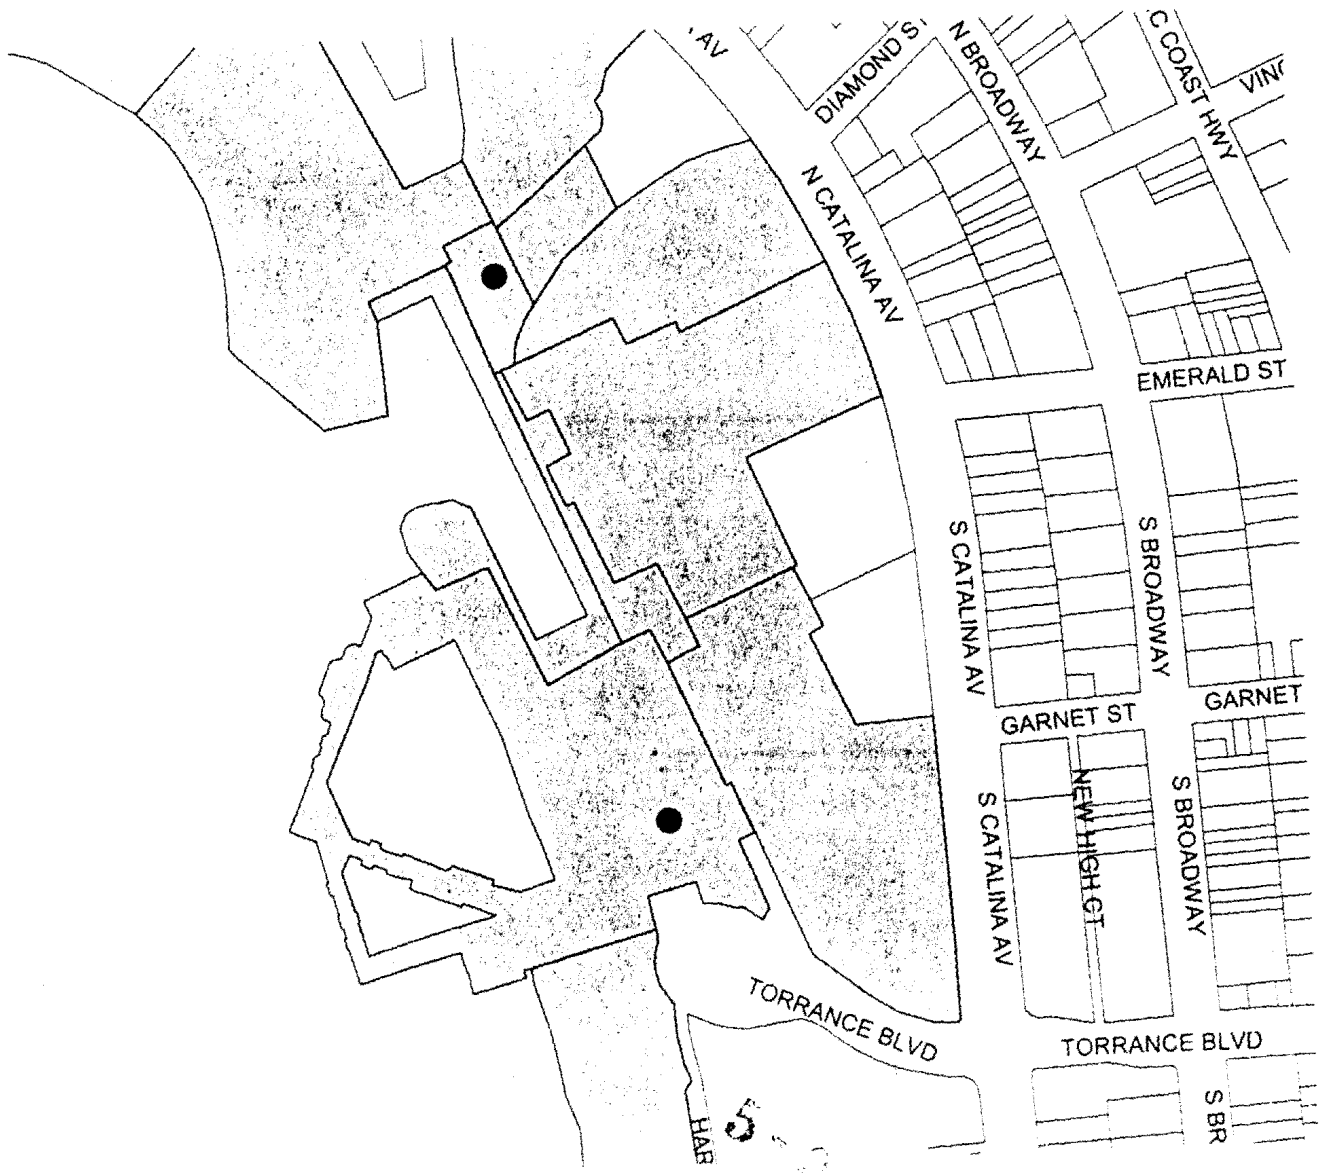 AV
DIAMOND S
N BROADWAY
C COAST HWY
VINC
N CATALINA AV
EMERALD ST
S CATALINA AV
S BROADWAY
GARNET ST
GARNET
S CATALINA AV
NEW HIGH CT
S BROADWAY
TORRANCE BLVD
TORRANCE BLVD
HAR
5
S BR